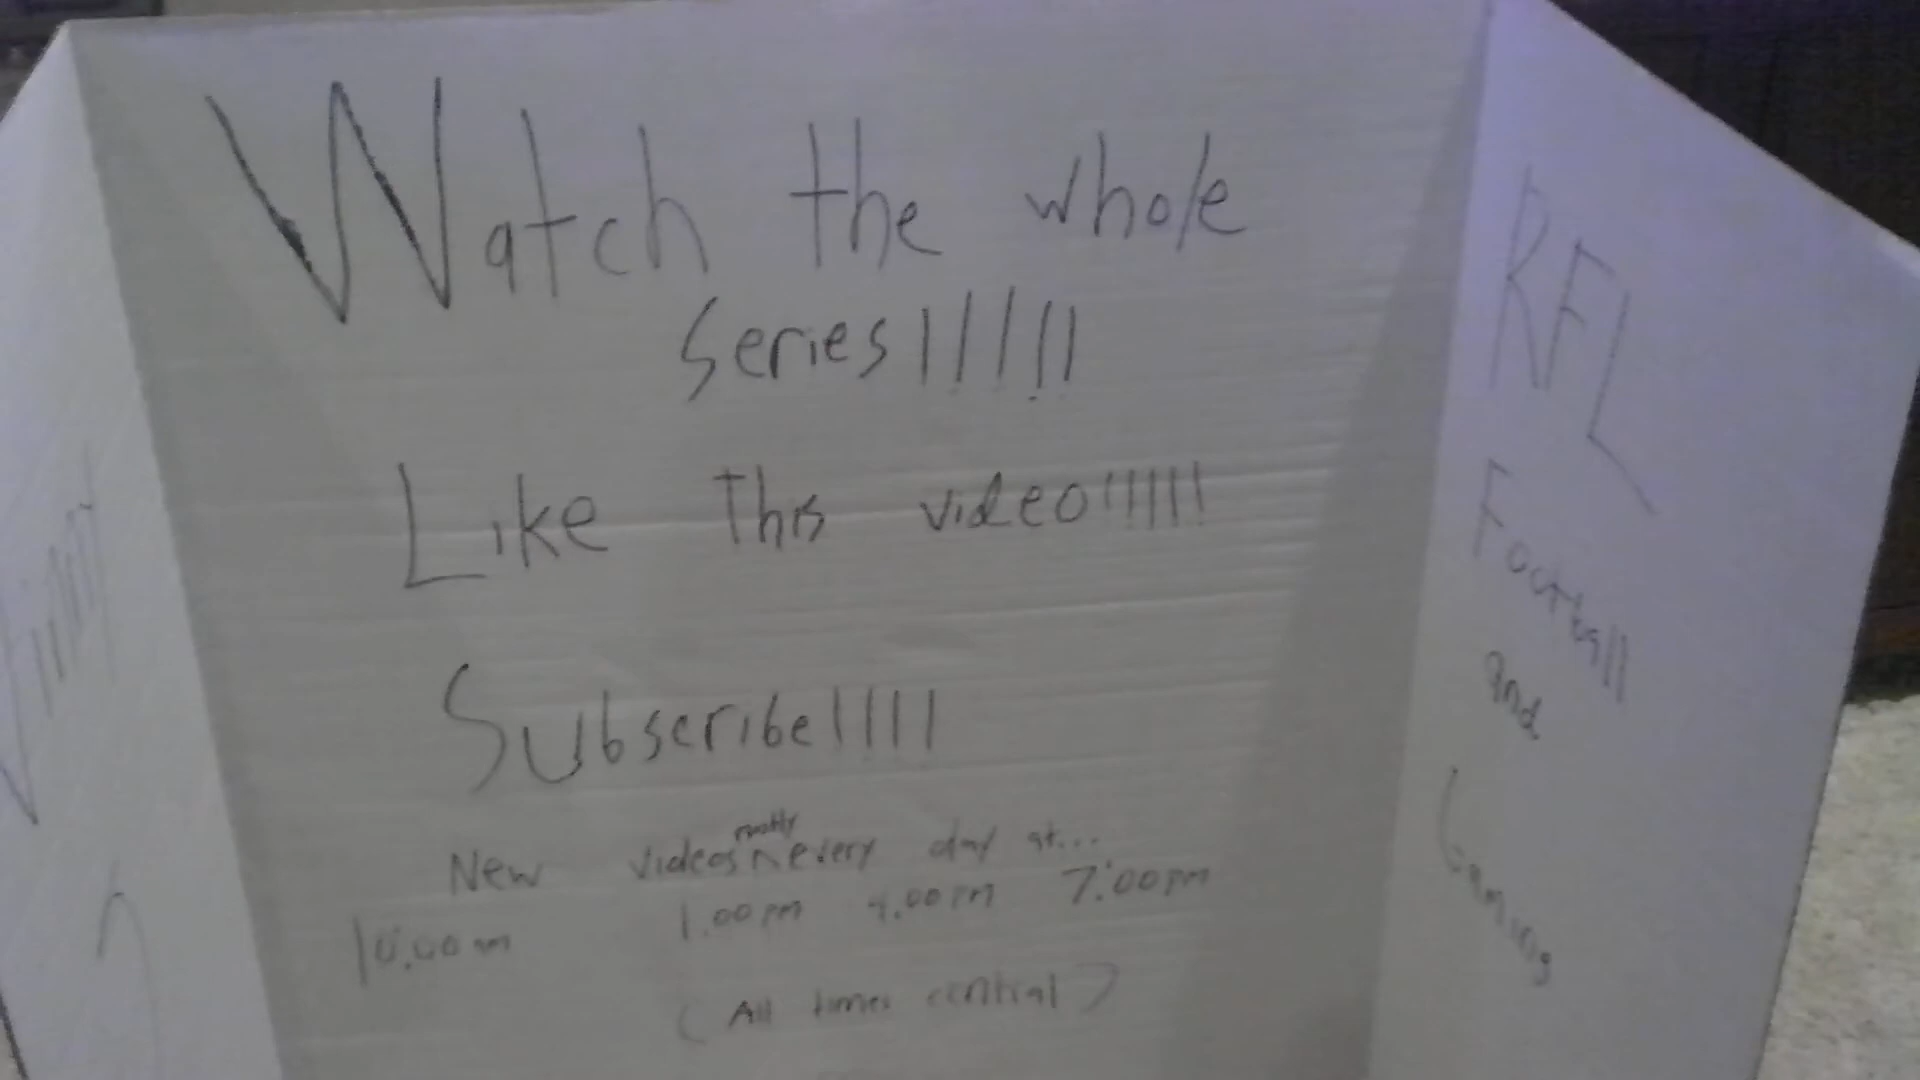 Watch the whole
series!!!!!!
Like This video!!!!!!
Subscribe!!!!!
mostly
New videos ^ every day at...
10:00am 1:00pm 4:00pm 7:00pm
(All times central)
RFL
Football
and
Gaming